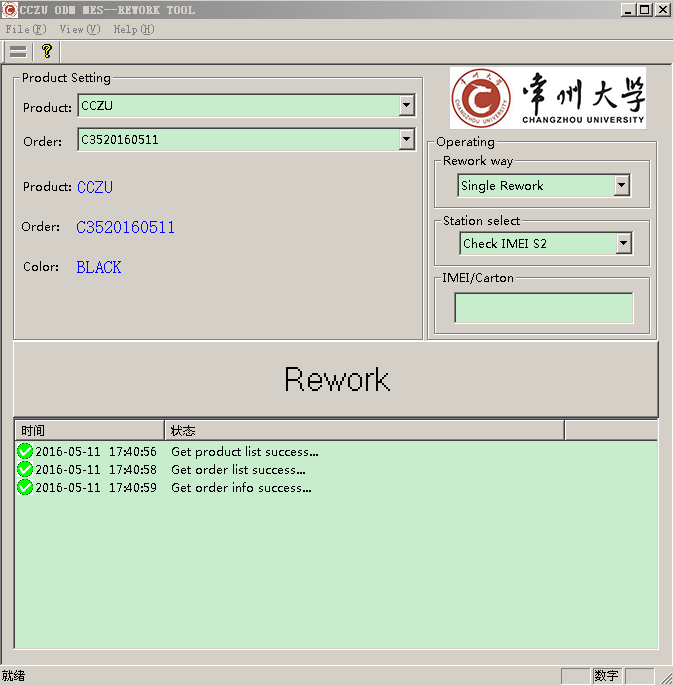 CCZU ODM MES--REWORK TOOL
File(F) View(V) Help(H)
Product Setting
Product: CCZU
Order: C3520160511
Product: CCZU
Order: C3520160511
Color: BLACK
常州大学
CHANGZHOU UNIVERSITY
Operating
Rework way
Single Rework
Station select
Check IMEI S2
IMEI/Carton
Rework
时间 状态
2016-05-11 17:40:56 Get product list success...
2016-05-11 17:40:58 Get order list success...
2016-05-11 17:40:59 Get order info success...
就绪 数字